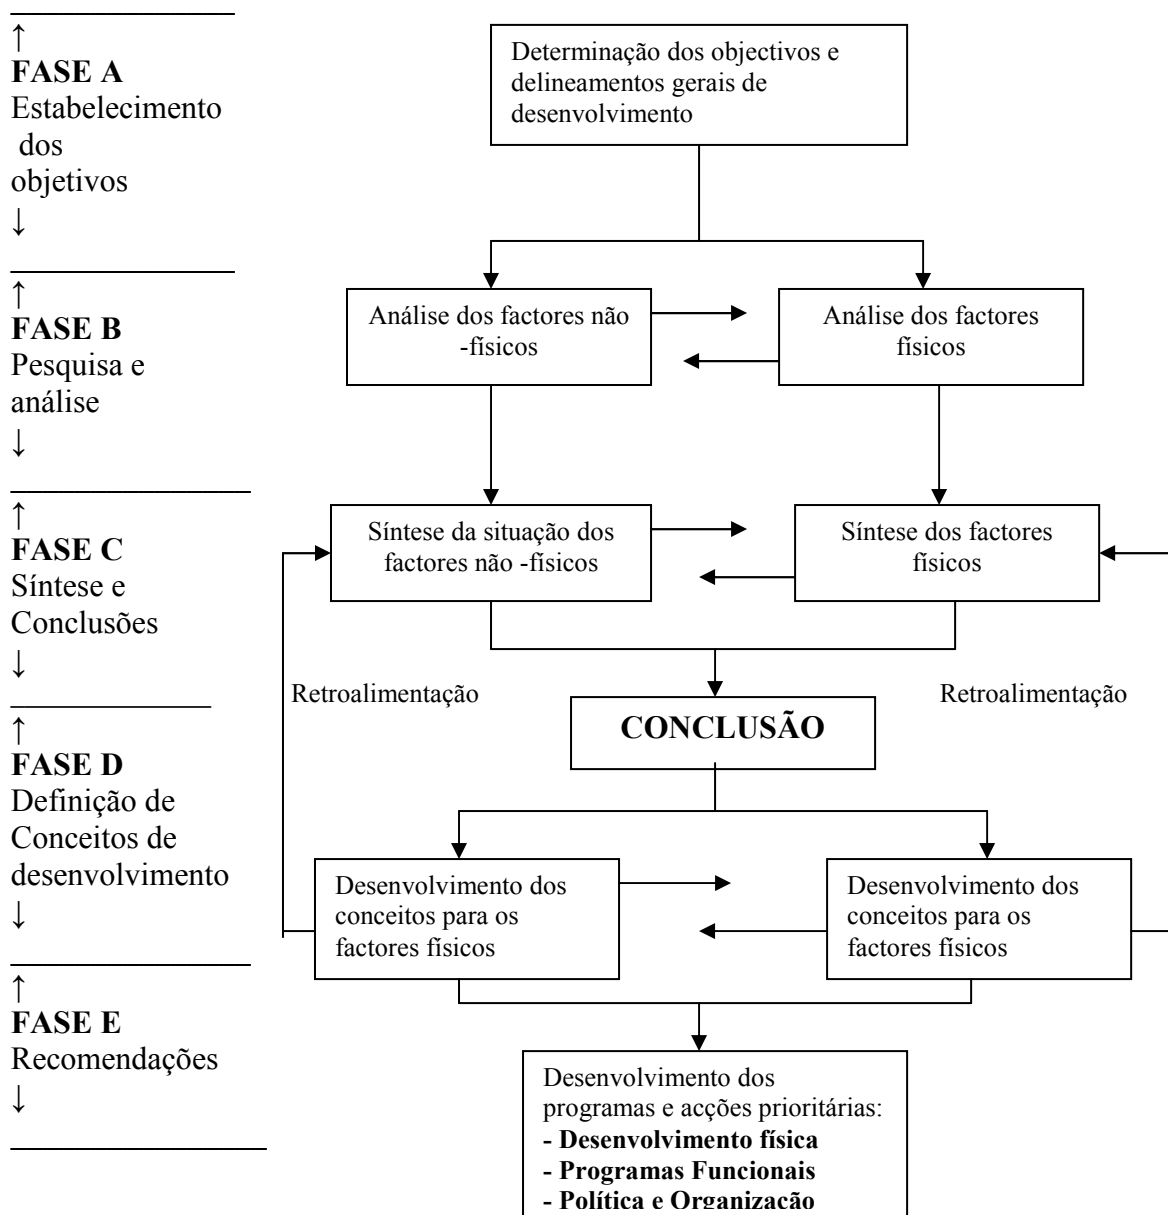 ↑
FASE A
Estabelecimento
dos
objetivos
↓
Determinação dos objectivos e
delineamentos gerais de
desenvolvimento
↑
FASE B
Pesquisa e
análise
↓
Análise dos factores não
-físicos
Análise dos factores
físicos
↑
FASE C
Síntese e
Conclusões
↓
Síntese da situação dos
factores não -físicos
Síntese dos factores
físicos
Retroalimentação
Retroalimentação
CONCLUSÃO
↑
FASE D
Definição de
Conceitos de
desenvolvimento
↓
Desenvolvimento dos
conceitos para os
factores físicos
Desenvolvimento dos
conceitos para os
factores físicos
↑
FASE E
Recomendações
↓
Desenvolvimento dos
programas e acções prioritárias:
- Desenvolvimento física
- Programas Funcionais
- Política e Organização